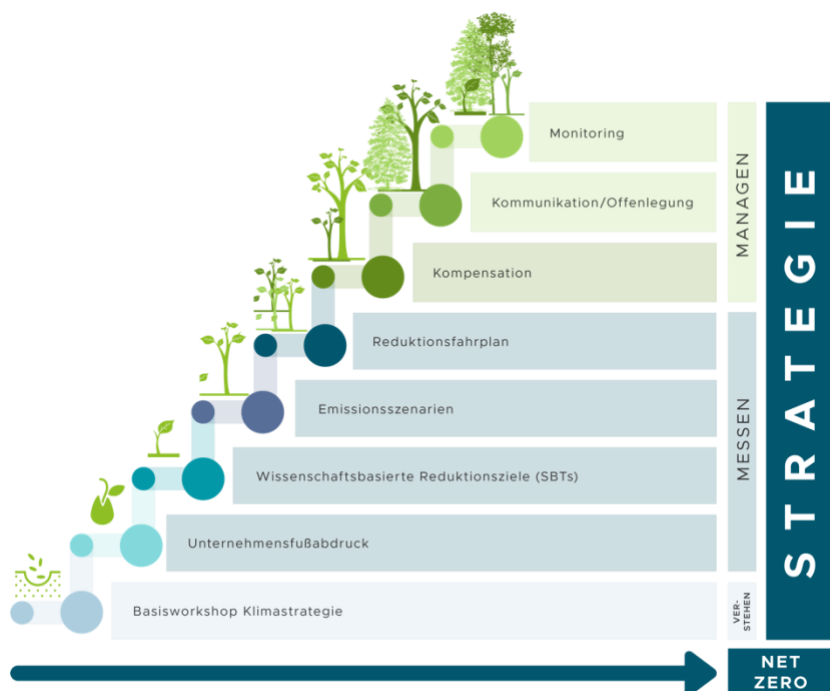 Monitoring
Kommunikation/Offenlegung
Kompensation
Reduktionsfahrplan
Emissionsszenarien
Wissenschaftsbasierte Reduktionsziele (SBTs)
Unternehmensfußabdruck
Basisworkshop Klimastrategie
MANAGEN
MESSEN
VER-
STEHEN
STRATEGIE
NET
ZERO